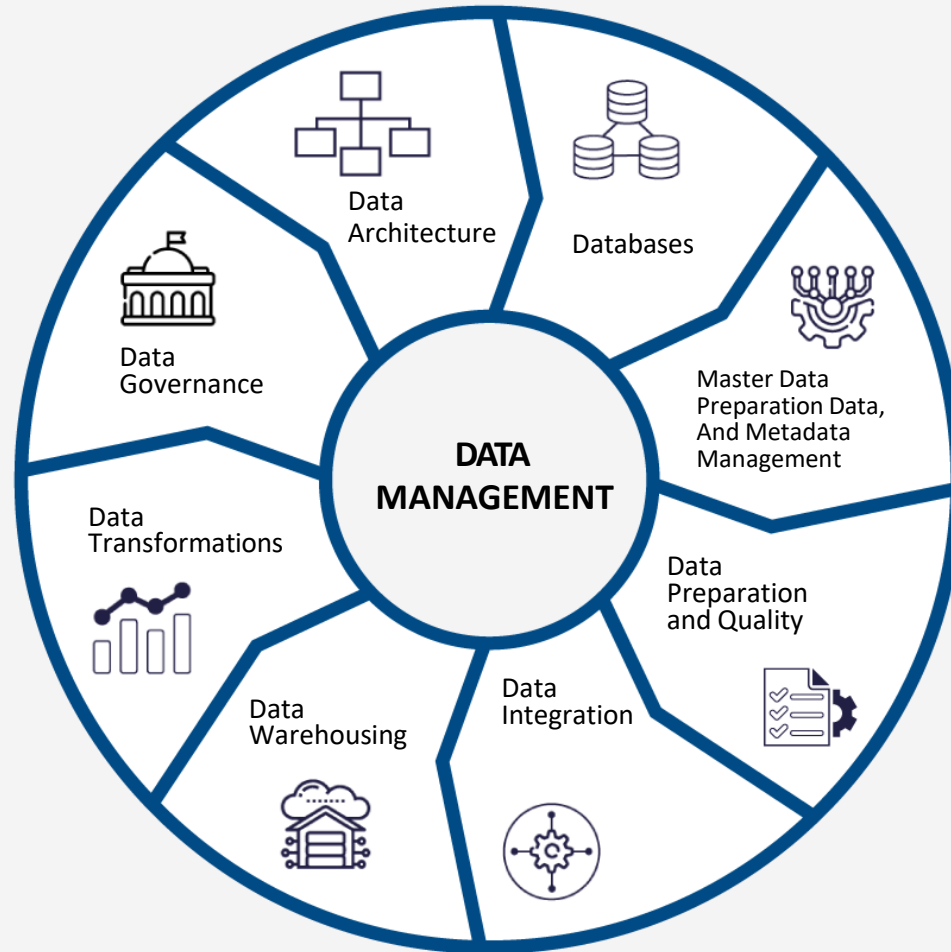 Data
Architecture
Databases
Master Data
Preparation Data,
And Metadata
Management
Data
Preparation
and Quality
Data
Integration
Data
Warehousing
Data
Transformations
Data
Governance
DATA
MANAGEMENT